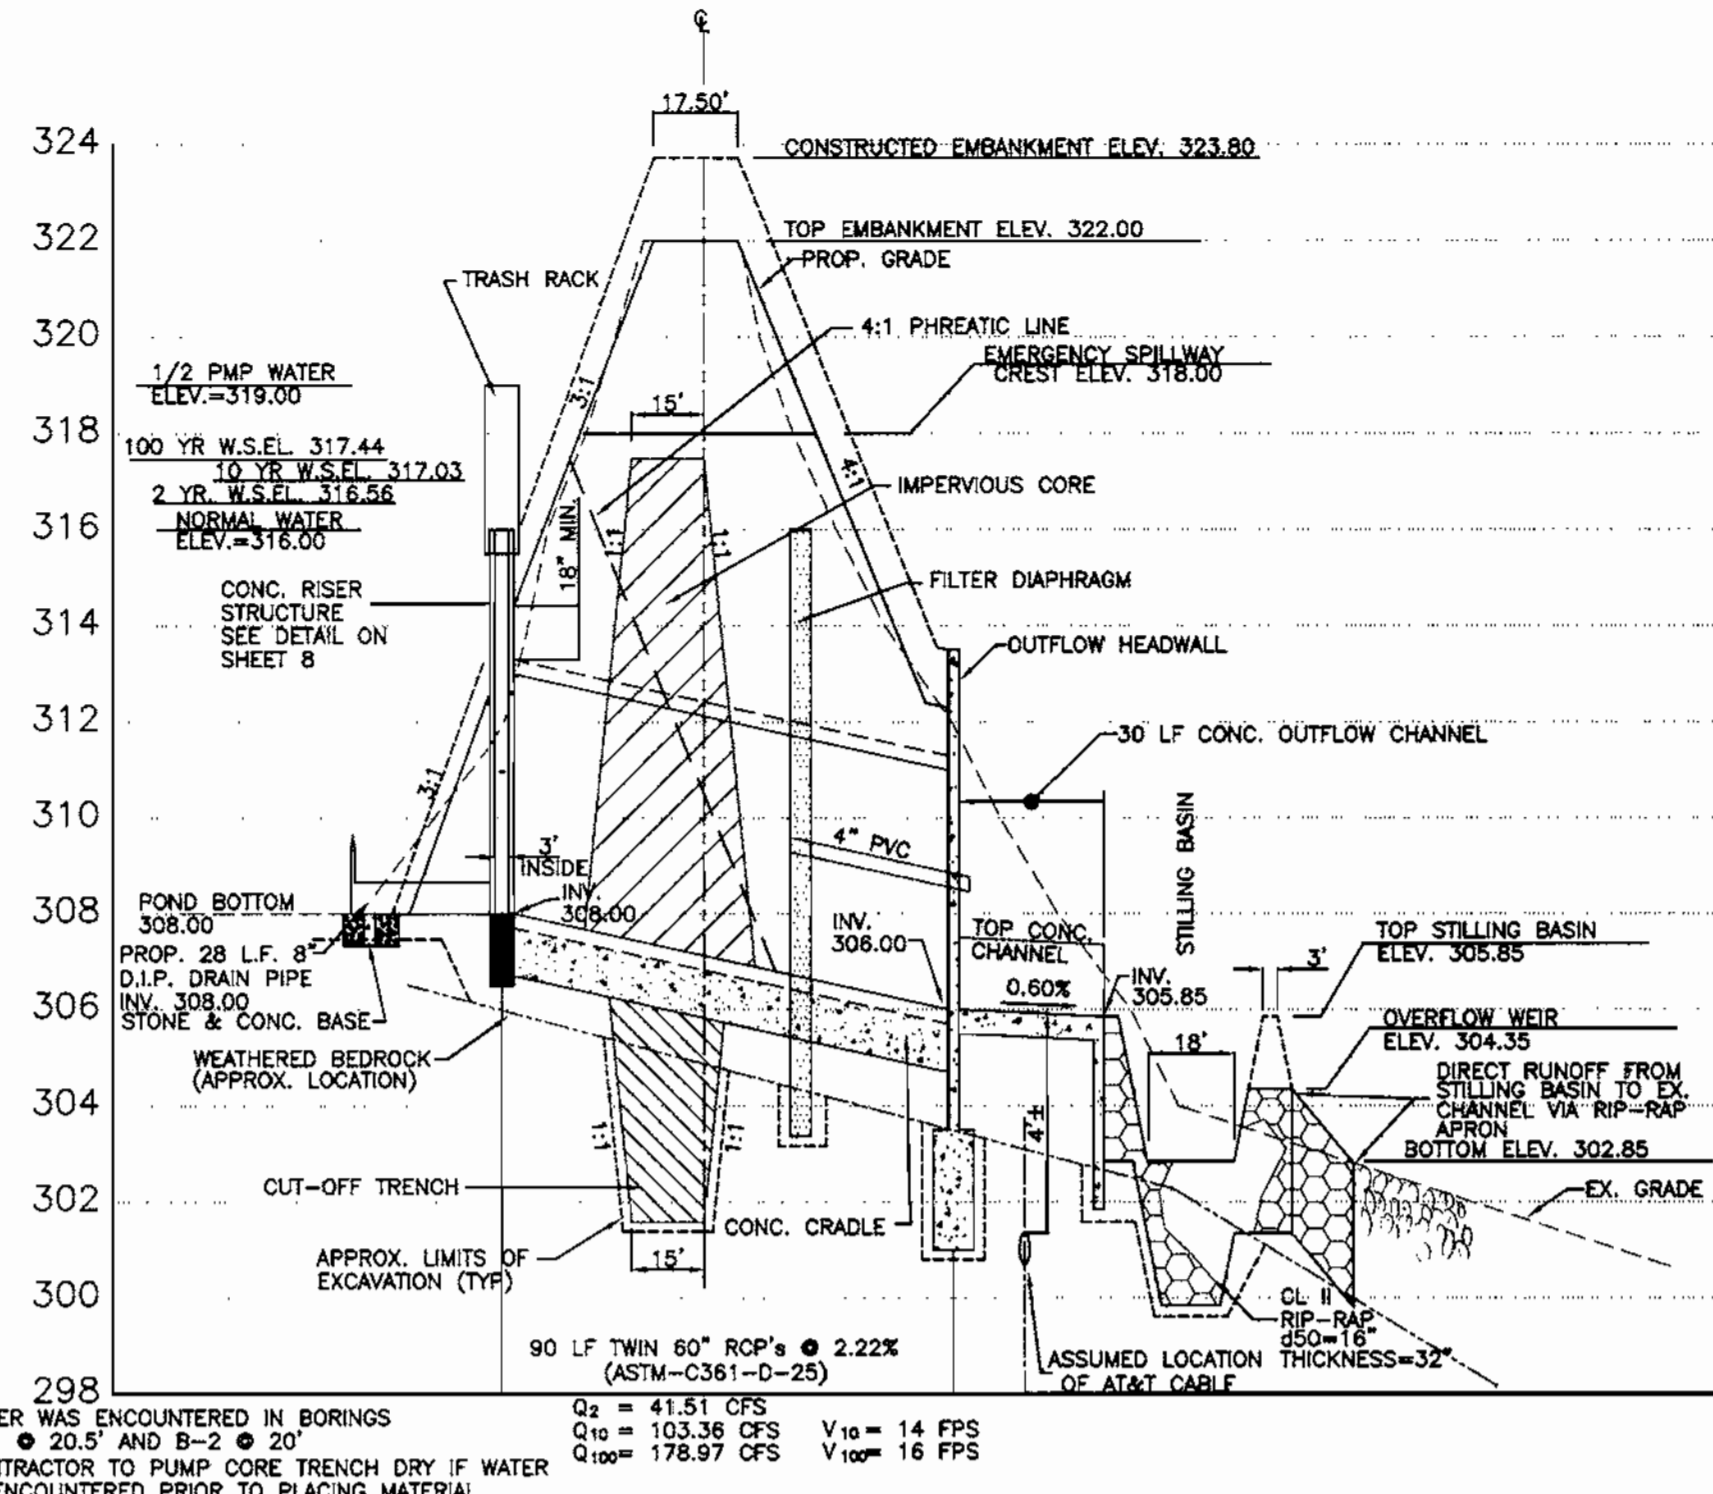 ℄
17.50'
324
CONSTRUCTED EMBANKMENT ELEV. 323.80
322
TOP EMBANKMENT ELEV. 322.00
PROP. GRADE
TRASH RACK
320
4:1 PHREATIC LINE
EMERGENCY SPILLWAY
CREST ELEV. 318.00
1/2 PMP WATER
ELEV.=319.00
3:1
15'
318
100 YR W.S.EL. 317.44
10 YR W.S.EL. 317.03
2 YR. W.S.EL. 316.56
4:1
IMPERVIOUS CORE
NORMAL WATER
ELEV.=316.00
316
18" MIN.
1:1
1:1
FILTER DIAPHRAGM
CONC. RISER
STRUCTURE
SEE DETAIL ON
SHEET 8
314
OUTFLOW HEADWALL
312
30 LF CONC. OUTFLOW CHANNEL
3:1
310
STILLING BASIN
4" PVC
3'
INSIDE
INV.
308.00
308
POND BOTTOM
308.00
INV.
306.00
TOP CONC.
CHANNEL
TOP STILLING BASIN
ELEV. 305.85
3'
PROP. 28 L.F. 8"
D.I.P. DRAIN PIPE
INV. 308.00
STONE & CONC. BASE
0.60%
INV.
305.85
306
OVERFLOW WEIR
ELEV. 304.35
WEATHERED BEDROCK
(APPROX. LOCATION)
18'
DIRECT RUNOFF FROM
STILLING BASIN TO EX.
CHANNEL VIA RIP-RAP
APRON
304
4'±
1:1
1:1
BOTTOM ELEV. 302.85
CUT-OFF TRENCH
302
EX. GRADE
CONC. CRADLE
APPROX. LIMITS OF
EXCAVATION (TYP)
15'
300
CL II
RIP-RAP
d50=16"
THICKNESS=32"
90 LF TWIN 60" RCP's @ 2.22%
(ASTM-C361-D-25)
ASSUMED LOCATION
OF AT&T CABLE
298
ER WAS ENCOUNTERED IN BORINGS
@ 20.5' AND B-2 @ 20'
TRACTOR TO PUMP CORE TRENCH DRY IF WATER
ENCOUNTERED PRIOR TO PLACING MATERIAL
Q2 = 41.51 CFS
Q10 = 103.36 CFS V10 = 14 FPS
Q100= 178.97 CFS V100= 16 FPS